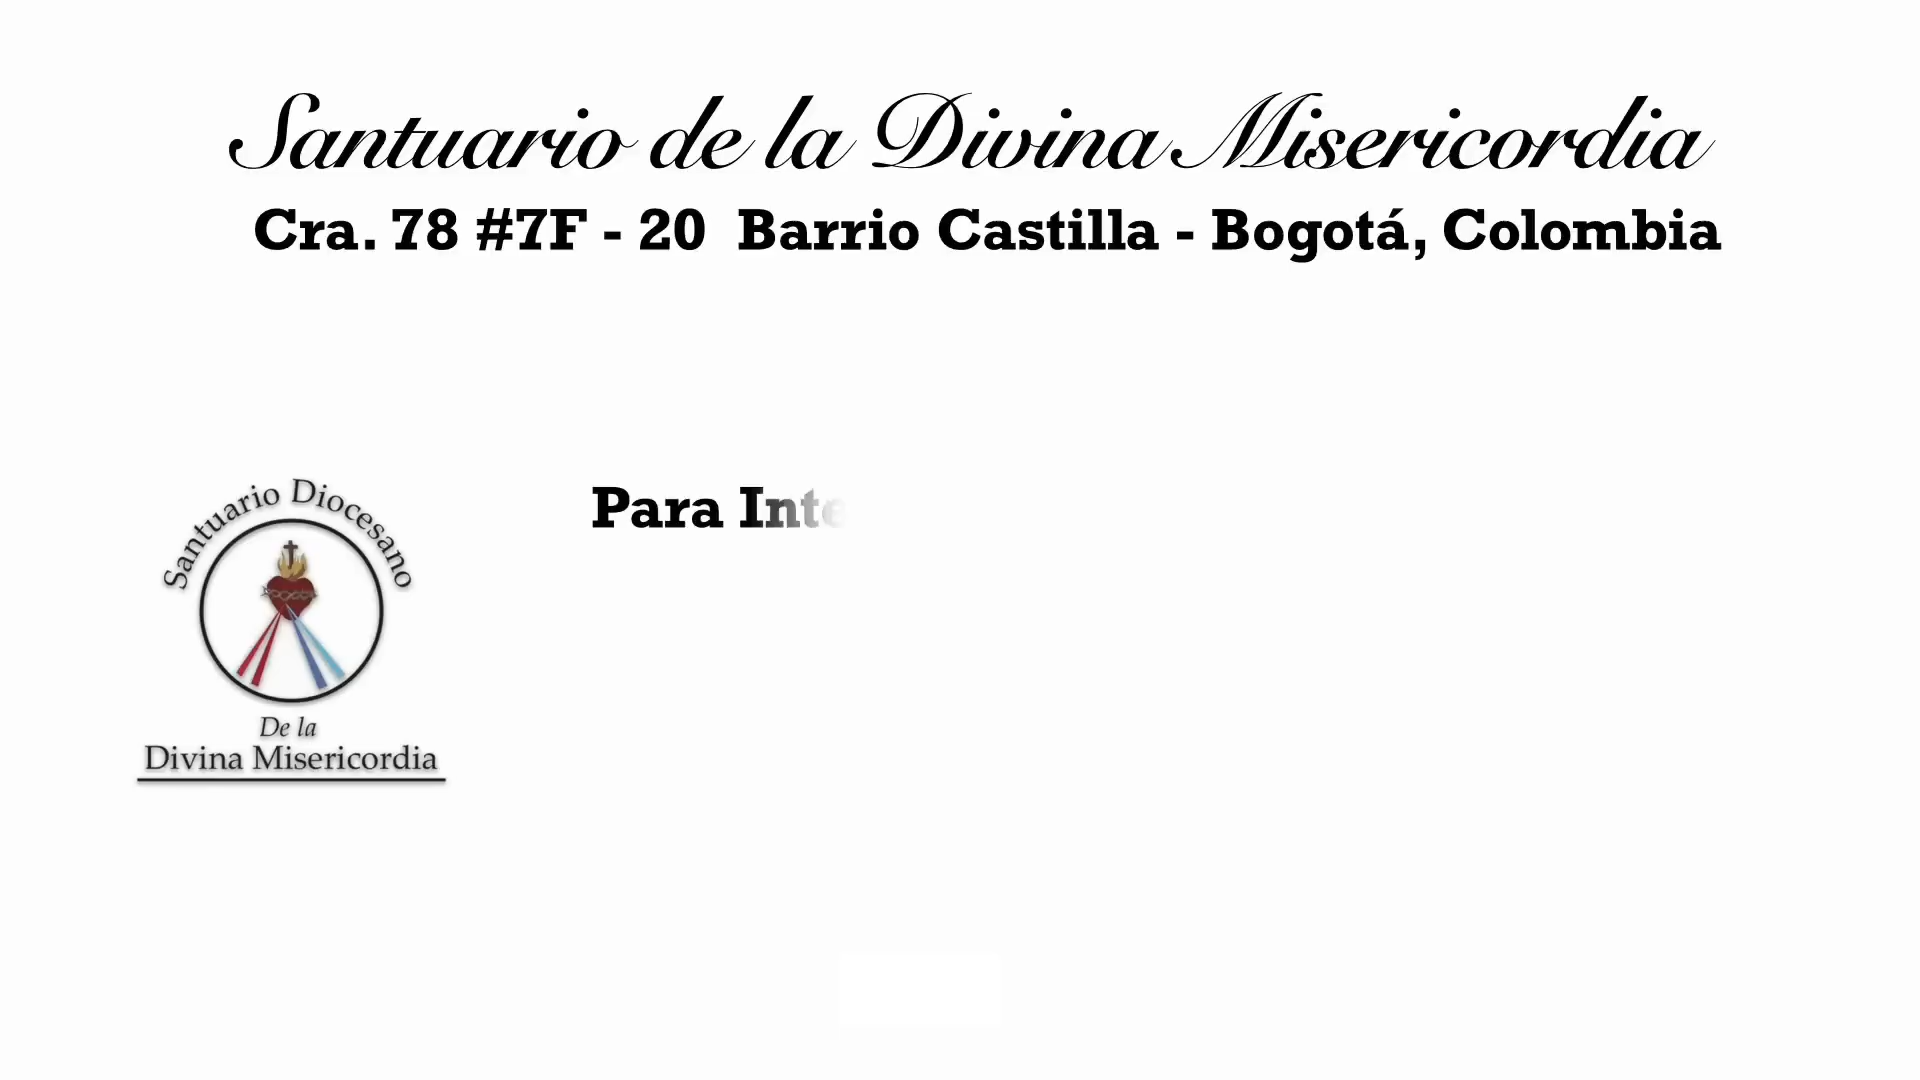 Santuario de la Divina Misericordia
Cra. 78 #7F - 20 Barrio Castilla - Bogotá, Colombia
Para
Santuario Diocesano
De la
Divina Misericordia